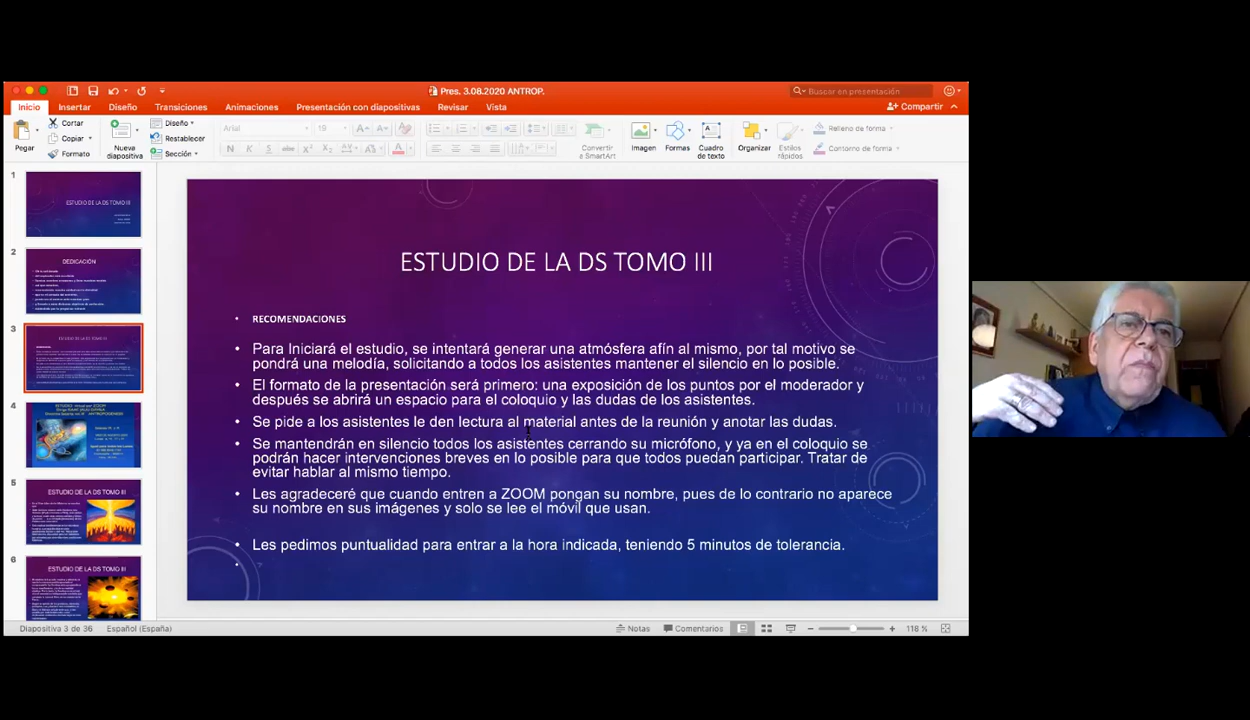 Pres. 3.08.2020 ANTROP.
Buscar en presentación
Inicio
Insertar
Diseño
Transiciones
Animaciones
Presentación con diapositivas
Revisar
Vista
Compartir
Pegar
Cortar
Copiar
Formato
Nueva
diapositiva
Diseño
Restablecer
Sección
Arial
19
Convertir
a SmartArt
Imagen
Formas
Cuadro
de texto
Organizar
Estilos
rápidos
Relleno de forma
Contorno de forma
1
ESTUDIO DE LA DS TOMO III
2
DEDICACIÓN
3
4
5
ESTUDIO DE LA DS TOMO III
6
ESTUDIO DE LA DS TOMO III
ESTUDIO DE LA DS TOMO III
• RECOMENDACIONES
• Para Iniciará el estudio, se intentará generar una atmósfera afín al mismo, por tal motivo se
pondrá una melodía, solicitando a todos los asistentes mantener el silencio en lo posible.
• El formato de la presentación será primero: una exposición de los puntos por el moderador y
después se abrirá un espacio para el coloquio y las dudas de los asistentes.
• Se pide a los asistentes le den lectura al material antes de la reunión y anotar las dudas.
• Se mantendrán en silencio todos los asistentes cerrando su micrófono, y ya en el coloquio se
podrán hacer intervenciones breves en lo posible para que todos puedan participar. Tratar de
evitar hablar al mismo tiempo.
• Les agradeceré que cuando entren a ZOOM pongan su nombre, pues de lo contrario no aparece
su nombre en sus imágenes y solo se lee el móvil que usan.
• Les pedimos puntualidad para entrar a la hora indicada, teniendo 5 minutos de tolerancia.
Diapositiva 3 de 36
Español (España)
Notas
Comentarios
118 %